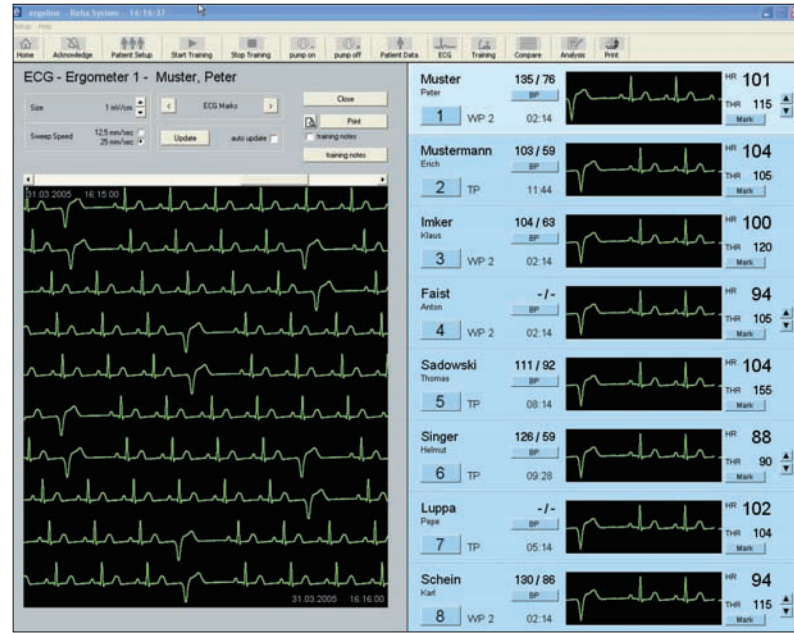 ergoline - Reha System - 16:16:37
Setup Help
Home Acknowledge Patient Setup Start Training Stop Training pump on pump off Patient Data ECG Training Compare Analysis Print
ECG - Ergometer 1 - Muster, Peter
Size 1 mV/cm < ECG Marks > Close
Print
Sweep Speed 12,5 mm/sec
25 mm/sec Update auto update training notes
training notes
31.03.2005 16:15:00
31.03.2005 16:16:00
Muster 135 / 76 HR 101
Peter BP THR 115
1 WP 2 02:14 Mark
Mustermann 103 / 59 HR 104
Erich BP THR 105
2 TP 11:44 Mark
Imker 104 / 63 HR 100
Klaus BP THR 120
3 WP 2 02:14 Mark
Faist -/- HR 94
Anton BP THR 105
4 WP 2 02:14 Mark
Sadowski 111 / 92 HR 104
Thomas BP THR 155
5 TP 08:14 Mark
Singer 126 / 59 HR 88
Helmut BP THR 90
6 TP 09:28 Mark
Luppa -/- HR 102
Pepe BP THR 104
7 TP 05:14 Mark
Schein 130 / 86 HR 94
Karl BP THR 115
8 WP 2 02:14 Mark